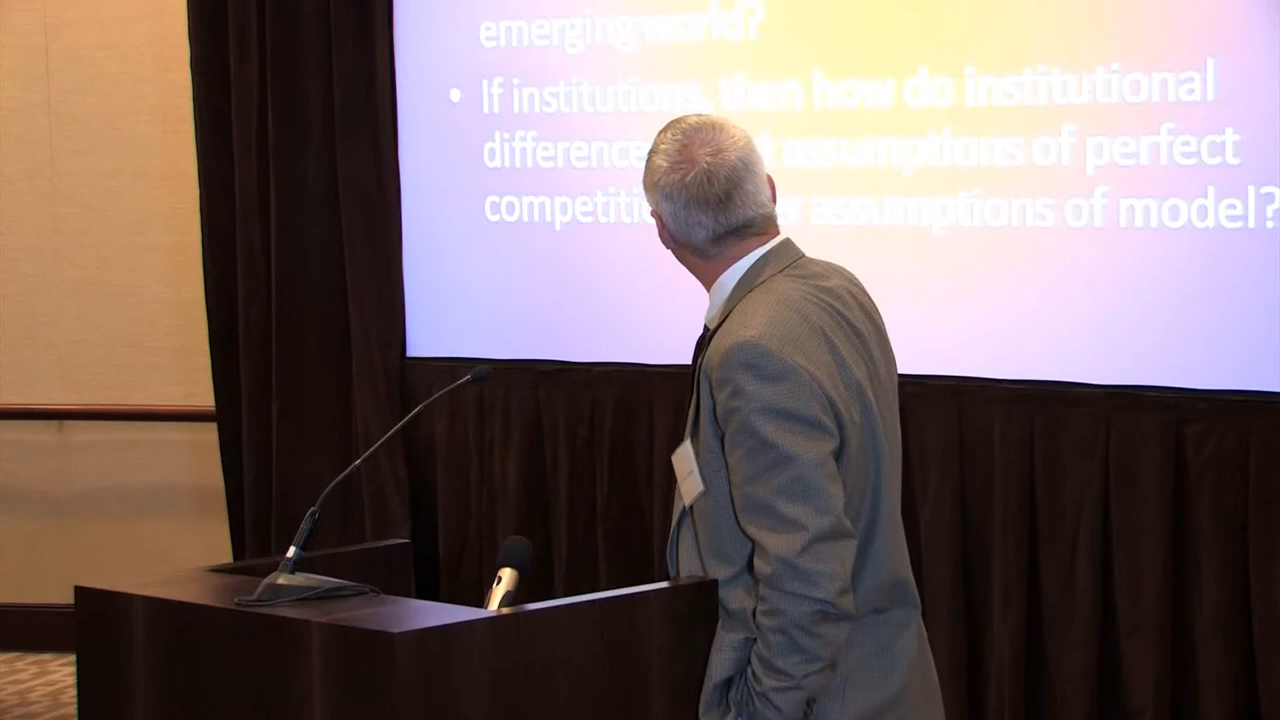 emerging world?
• If institutions, then how do institutional
difference assumptions of perfect
competiti assumptions of model?